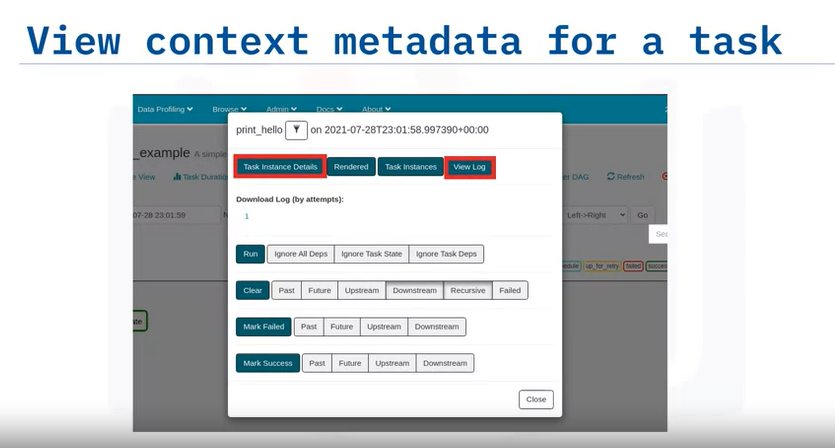 View context metadata for a task
Data Profiling Browse Admin Docs About
print_hello on 2021-07-28T23:01:58.997390+00:00
_example A simple
Task Instance Details Rendered Task Instances View Log
View Task Duration er DAG Refresh
Download Log (by attempts):
1
07-28 23:01:59 Left->Right Go
Run Ignore All Deps Ignore Task State Ignore Task Deps
up_for_retry failed
Clear Past Future Upstream Downstream Recursive Failed
Mark Failed Past Future Upstream Downstream
Mark Success Past Future Upstream Downstream
Close